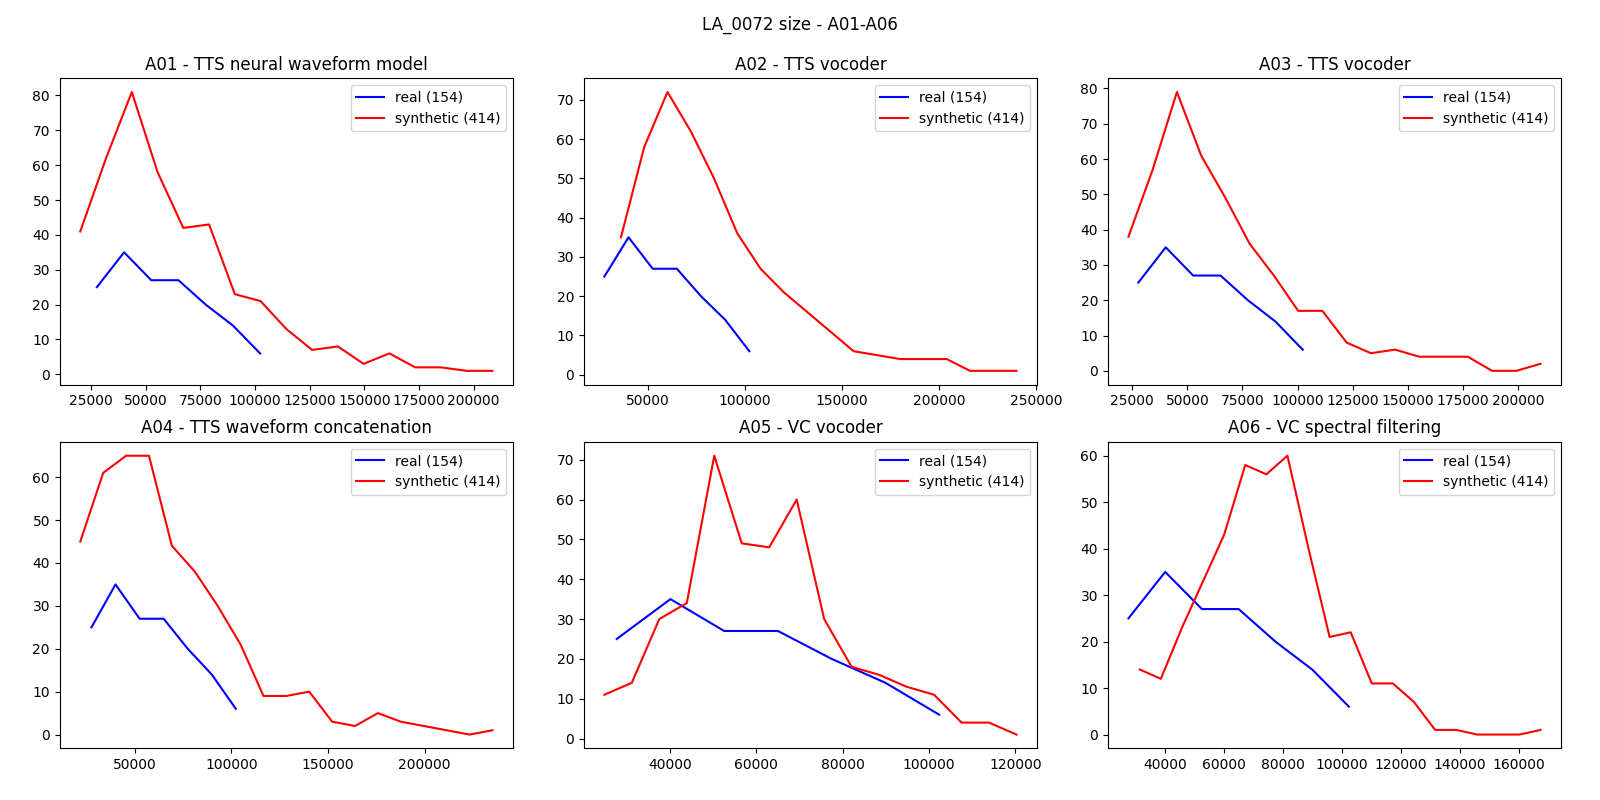 LA_0072 size - A01-A06
A01 - TTS neural waveform model
80
70
60
50
40
30
20
10
0
real (154)
synthetic (414)
25000 50000 75000 100000 125000 150000 175000 200000
A02 - TTS vocoder
70
60
50
40
30
20
10
0
real (154)
synthetic (414)
50000 100000 150000 200000 250000
A03 - TTS vocoder
80
70
60
50
40
30
20
10
0
real (154)
synthetic (414)
25000 50000 75000 100000 125000 150000 175000 200000
A04 - TTS waveform concatenation
60
50
40
30
20
10
0
real (154)
synthetic (414)
50000 100000 150000 200000
A05 - VC vocoder
70
60
50
40
30
20
10
0
real (154)
synthetic (414)
40000 60000 80000 100000 120000
A06 - VC spectral filtering
60
50
40
30
20
10
0
real (154)
synthetic (414)
40000 60000 80000 100000 120000 140000 160000